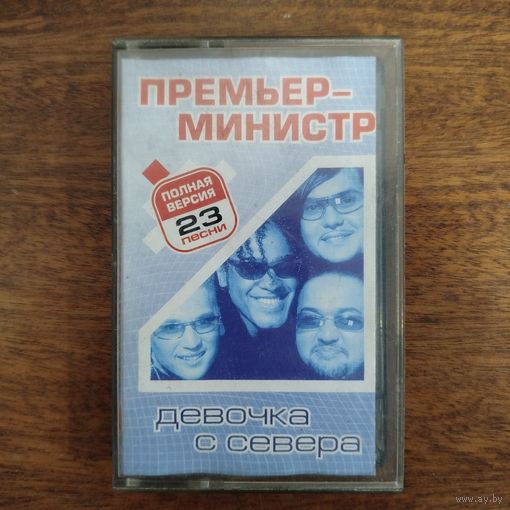 ПРЕМЬЕР-
МИНИСТР
ПОЛНАЯ
ВЕРСИЯ
23
ПЕСНИ
ДЕВОЧКА
С СЕВЕРА
www.ay.by